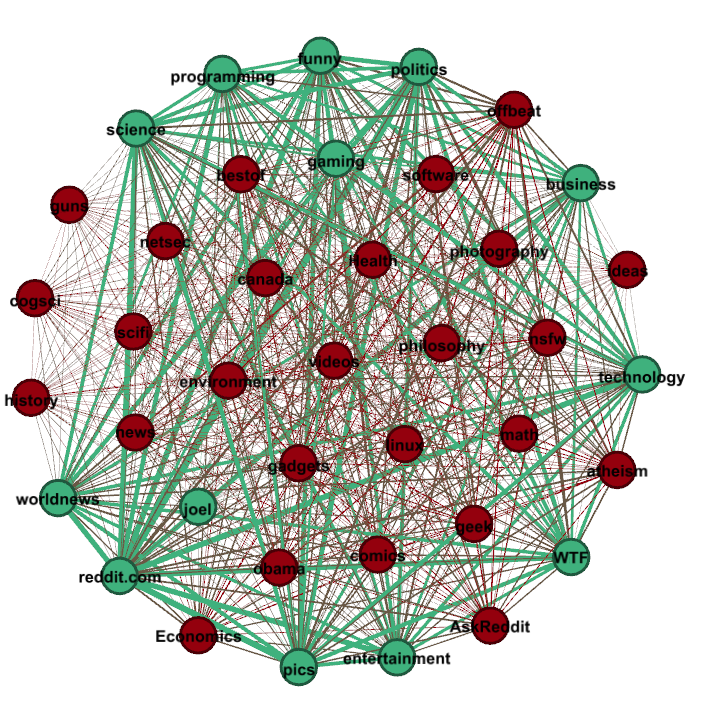 funny
politics
programming
offbeat
science
gaming
bestof
software
business
guns
netsec
photography
Health
ideas
canada
cogsci
scifi
nsfw
philosophy
videos
technology
environment
history
news
math
linux
gadgets
atheism
worldnews
joel
geek
comics
WTF
obama
reddit.com
AskReddit
Economics
entertainment
pics